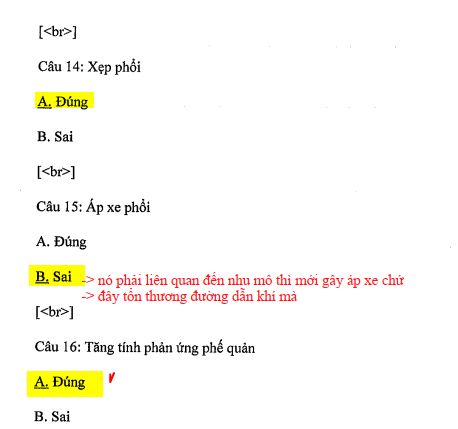 [<br>]
Câu 14: Xẹp phổi
A. Đúng
B. Sai
[<br>]
Câu 15: Áp xe phổi
A. Đúng
B. Sai -> nó phải liên quan đến nhu mô thì mới gây áp xe chứ
-> đây tổn thương đường dẫn khí mà
[<br>]
Câu 16: Tăng tính phản ứng phế quản
A. Đúng
B. Sai